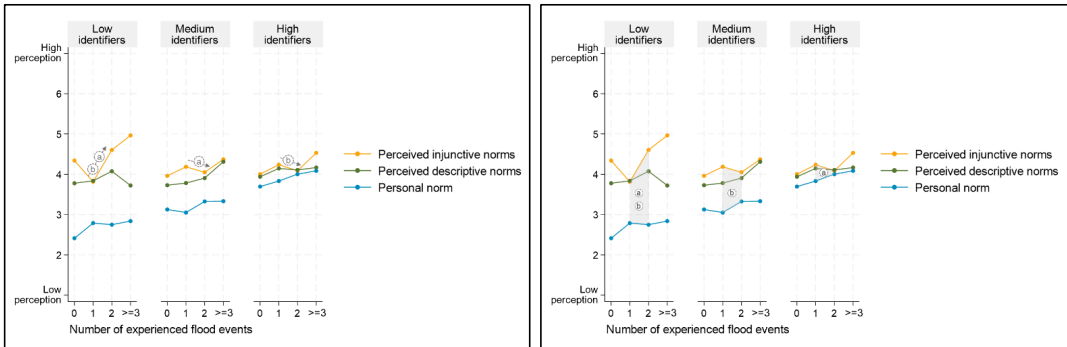 Low identifiers
Medium identifiers
High identifiers
High perception
6
5
4
3
2
Low perception
a
b
a
b
0 1 2 >=3
0 1 2 >=3
0 1 2 >=3
Number of experienced flood events
Perceived injunctive norms
Perceived descriptive norms
Personal norm
Low identifiers
Medium identifiers
High identifiers
High perception
6
5
4
3
2
Low perception
a
b
b
a
0 1 2 >=3
0 1 2 >=3
0 1 2 >=3
Number of experienced flood events
Perceived injunctive norms
Perceived descriptive norms
Personal norm